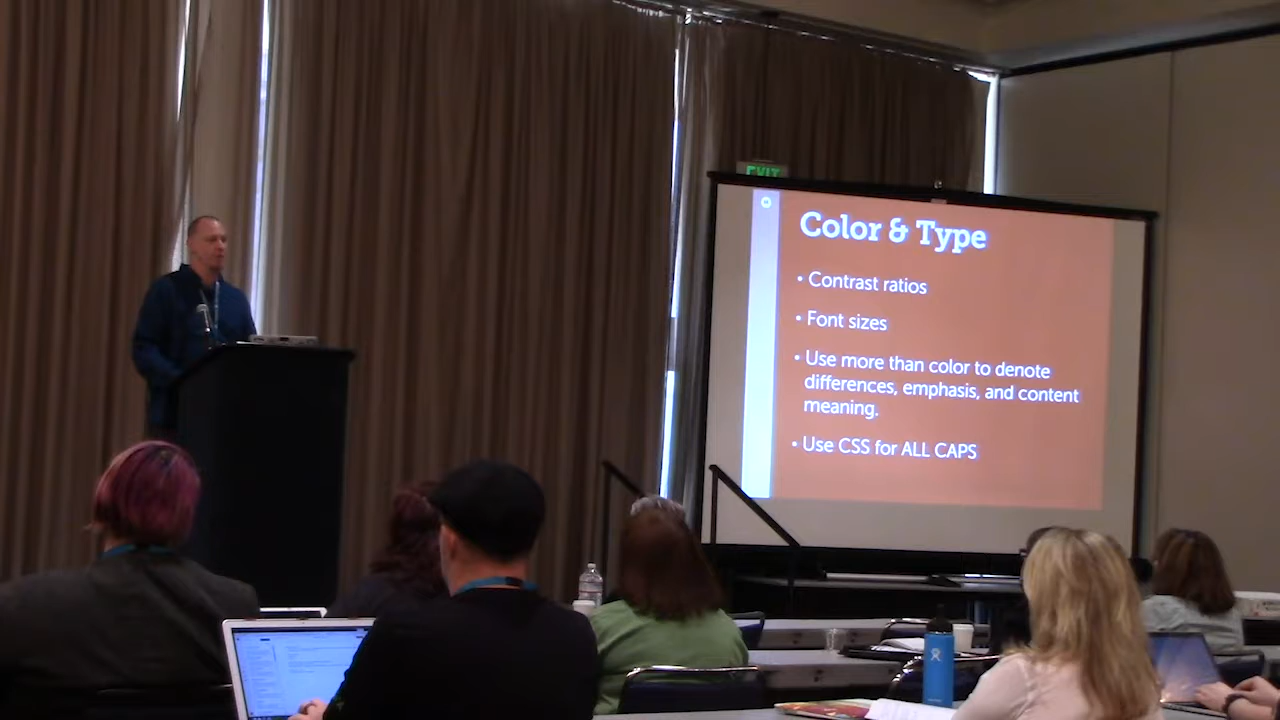 EXIT
Color & Type
• Contrast ratios
• Font sizes
• Use more than color to denote
differences, emphasis, and content
meaning.
• Use CSS for ALL CAPS